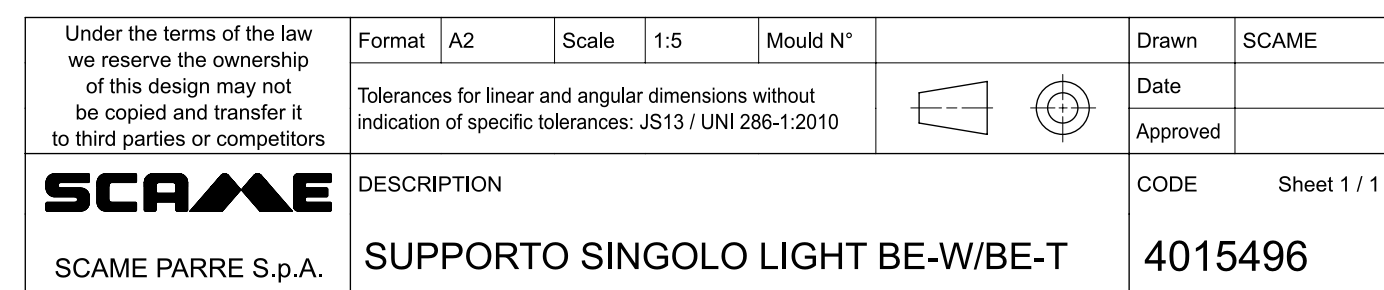 Under the terms of the law
we reserve the ownership
of this design may not
be copied and transfer it
to third parties or competitors
Format A2 Scale 1:5 Mould N°
Tolerances for linear and angular dimensions without
indication of specific tolerances: JS13 / UNI 286-1:2010
Drawn SCAME
Date
Approved
SCAME
SCAME PARRE S.p.A.
DESCRIPTION
SUPPORTO SINGOLO LIGHT BE-W/BE-T
CODE Sheet 1 / 1
4015496